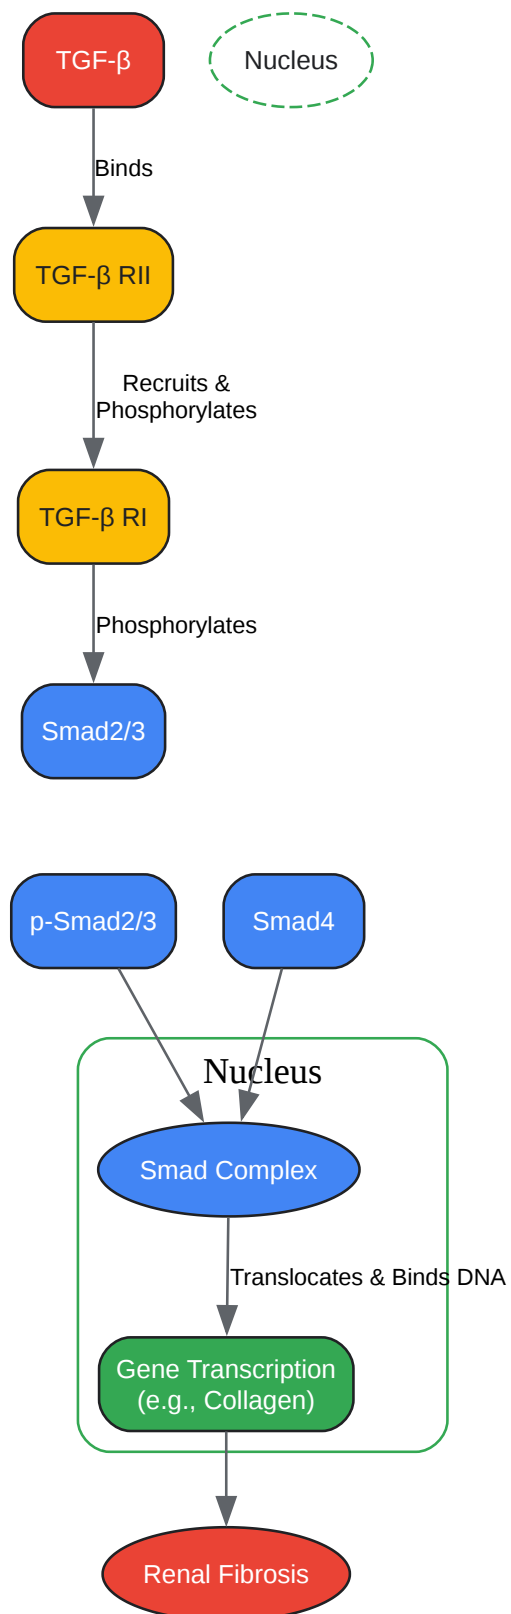 TGF-β
Nucleus
Binds
TGF-β RII
Recruits &
Phosphorylates
TGF-β RI
Phosphorylates
Smad2/3
p-Smad2/3
Smad4
Nucleus
Smad Complex
Translocates & Binds DNA
Gene Transcription
(e.g., Collagen)
Renal Fibrosis